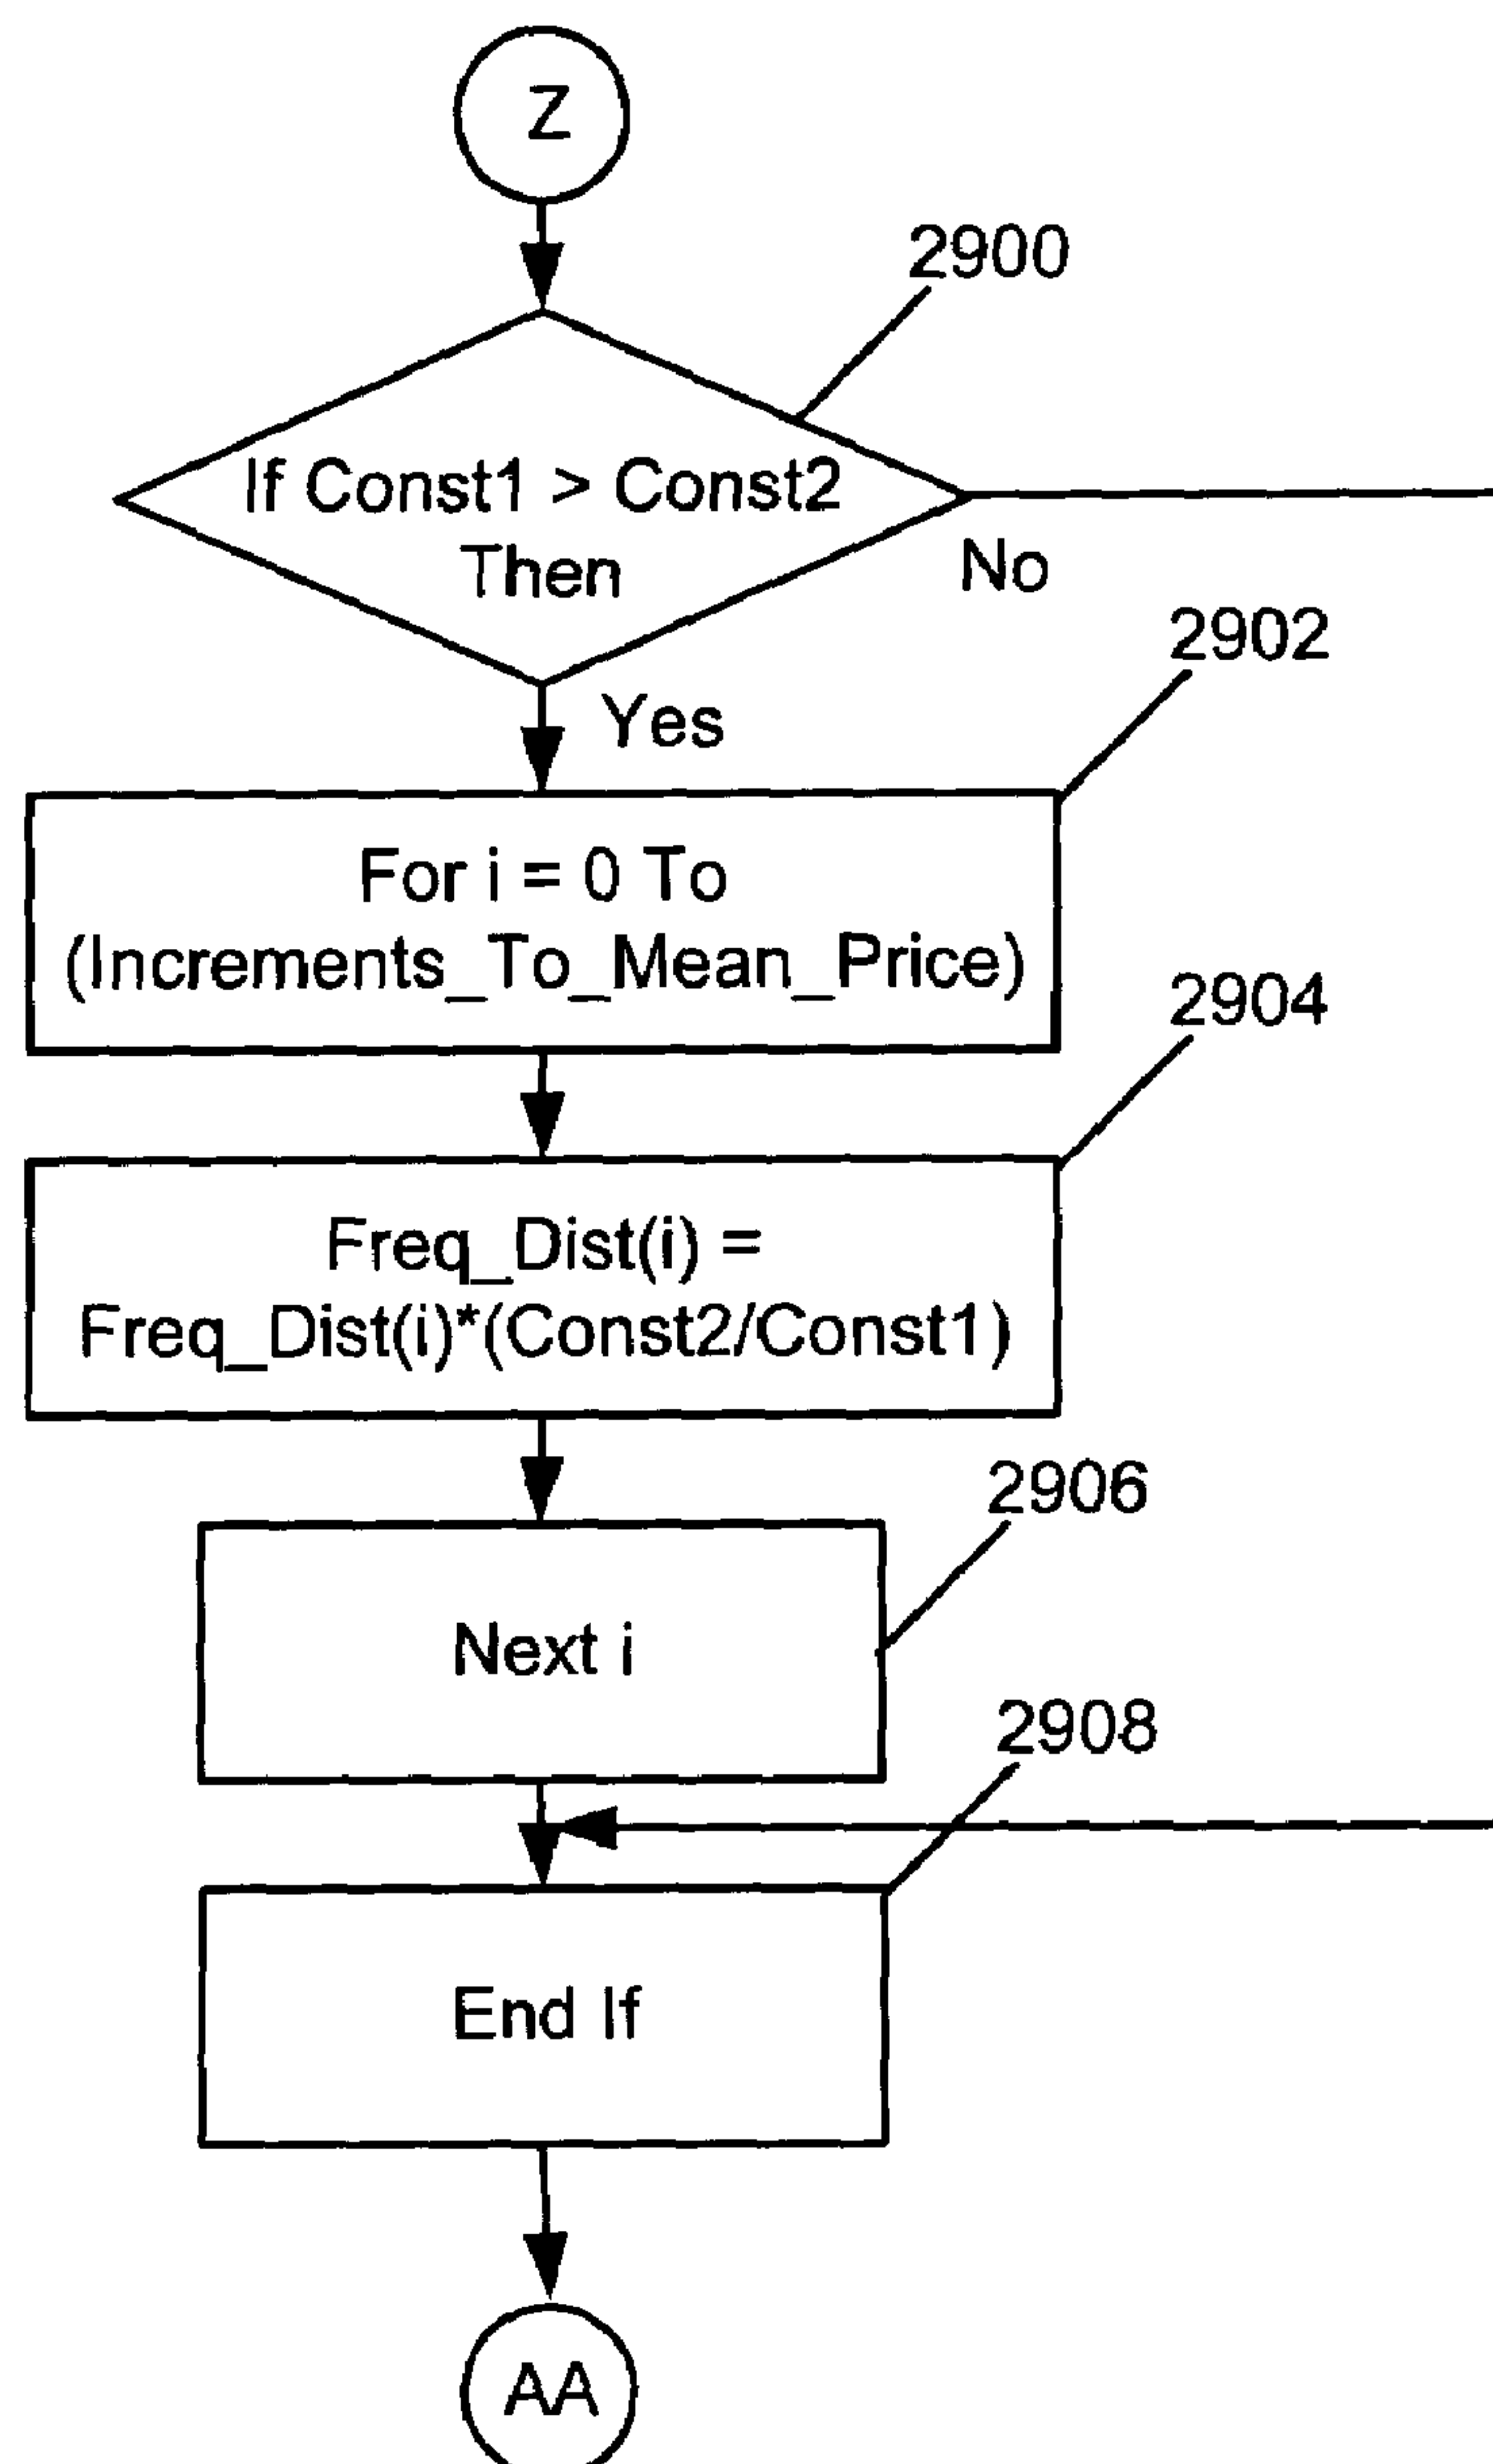 Z
2900
If Const1 > Const2
Then
No
2902
Yes
For i = 0 To
(Increments_To_Mean_Price)
2904
Freq_Dist(i) =
Freq_Dist(i)*(Const2/Const1)
2906
Next i
2908
End If
AA